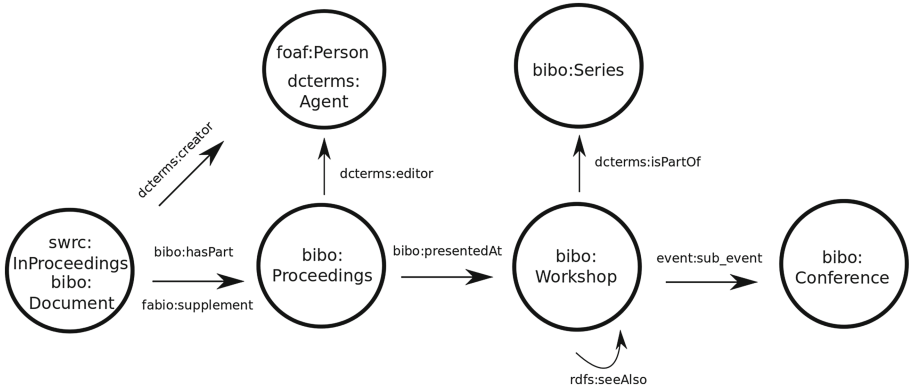 foaf:Person
dcterms:
Agent
bibo:Series
dcterms:creator
dcterms:editor
dcterms:isPartOf
swrc:
InProceedings
bibo:
Document
bibo:hasPart
fabio:supplement
bibo:
Proceedings
bibo:presentedAt
bibo:
Workshop
event:sub_event
bibo:
Conference
rdfs:seeAlso